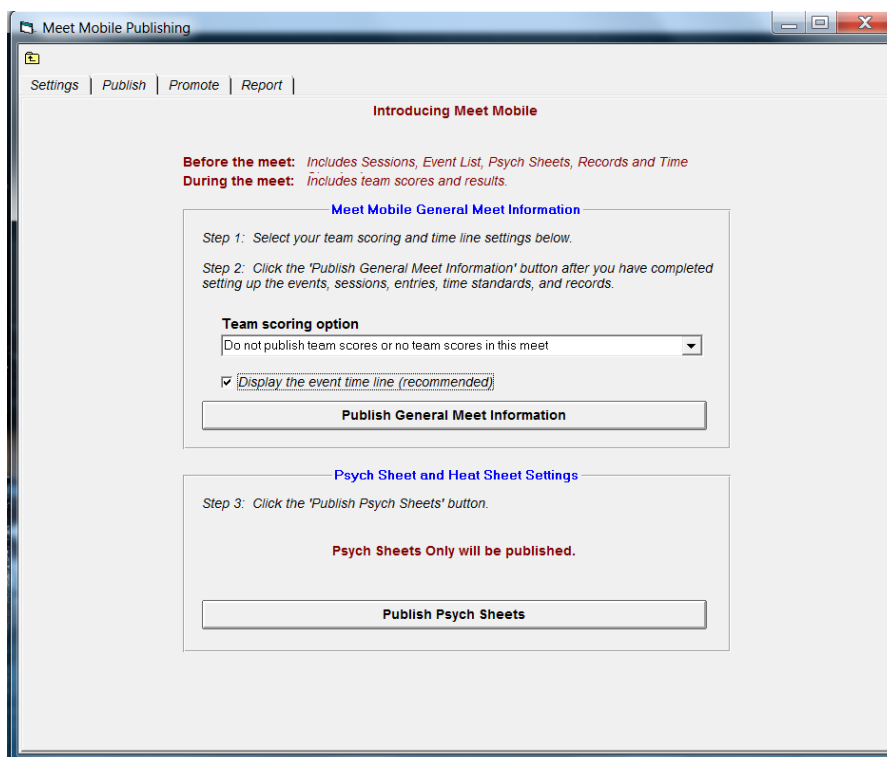 Meet Mobile Publishing
Settings | Publish | Promote | Report |
Introducing Meet Mobile
Before the meet: Includes Sessions, Event List, Psych Sheets, Records and Time
During the meet: Includes team scores and results.
Meet Mobile General Meet Information
Step 1: Select your team scoring and time line settings below.
Step 2: Click the 'Publish General Meet Information' button after you have completed
setting up the events, sessions, entries, time standards, and records.
Team scoring option
Do not publish team scores or no team scores in this meet
Display the event time line (recommended)
Publish General Meet Information
Psych Sheet and Heat Sheet Settings
Step 3: Click the 'Publish Psych Sheets' button.
Psych Sheets Only will be published.
Publish Psych Sheets